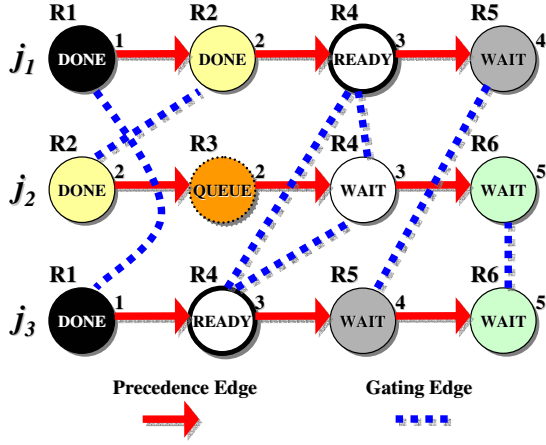 R1 R2 R4 R5
j1 DONE 1 DONE 2 READY 3 WAIT 4
R2 R3 R4 R6
j2 DONE 2 QUEUE 2 WAIT 3 WAIT 5
R1 R4 R5 R6
j3 DONE 1 READY 3 WAIT 4 WAIT 5
Precedence Edge Gating Edge